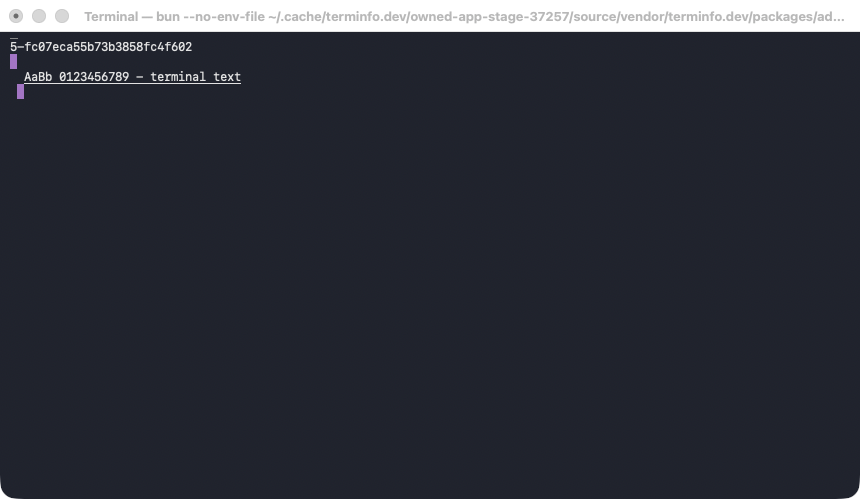 Terminal — bun --no-env-file ~/.cache/terminfo.dev/owned-app-stage-37257/source/vendor/terminfo.dev/packages/ad…
5-fc07eca55b73b3858fc4f602
AaBb 0123456789 — terminal text